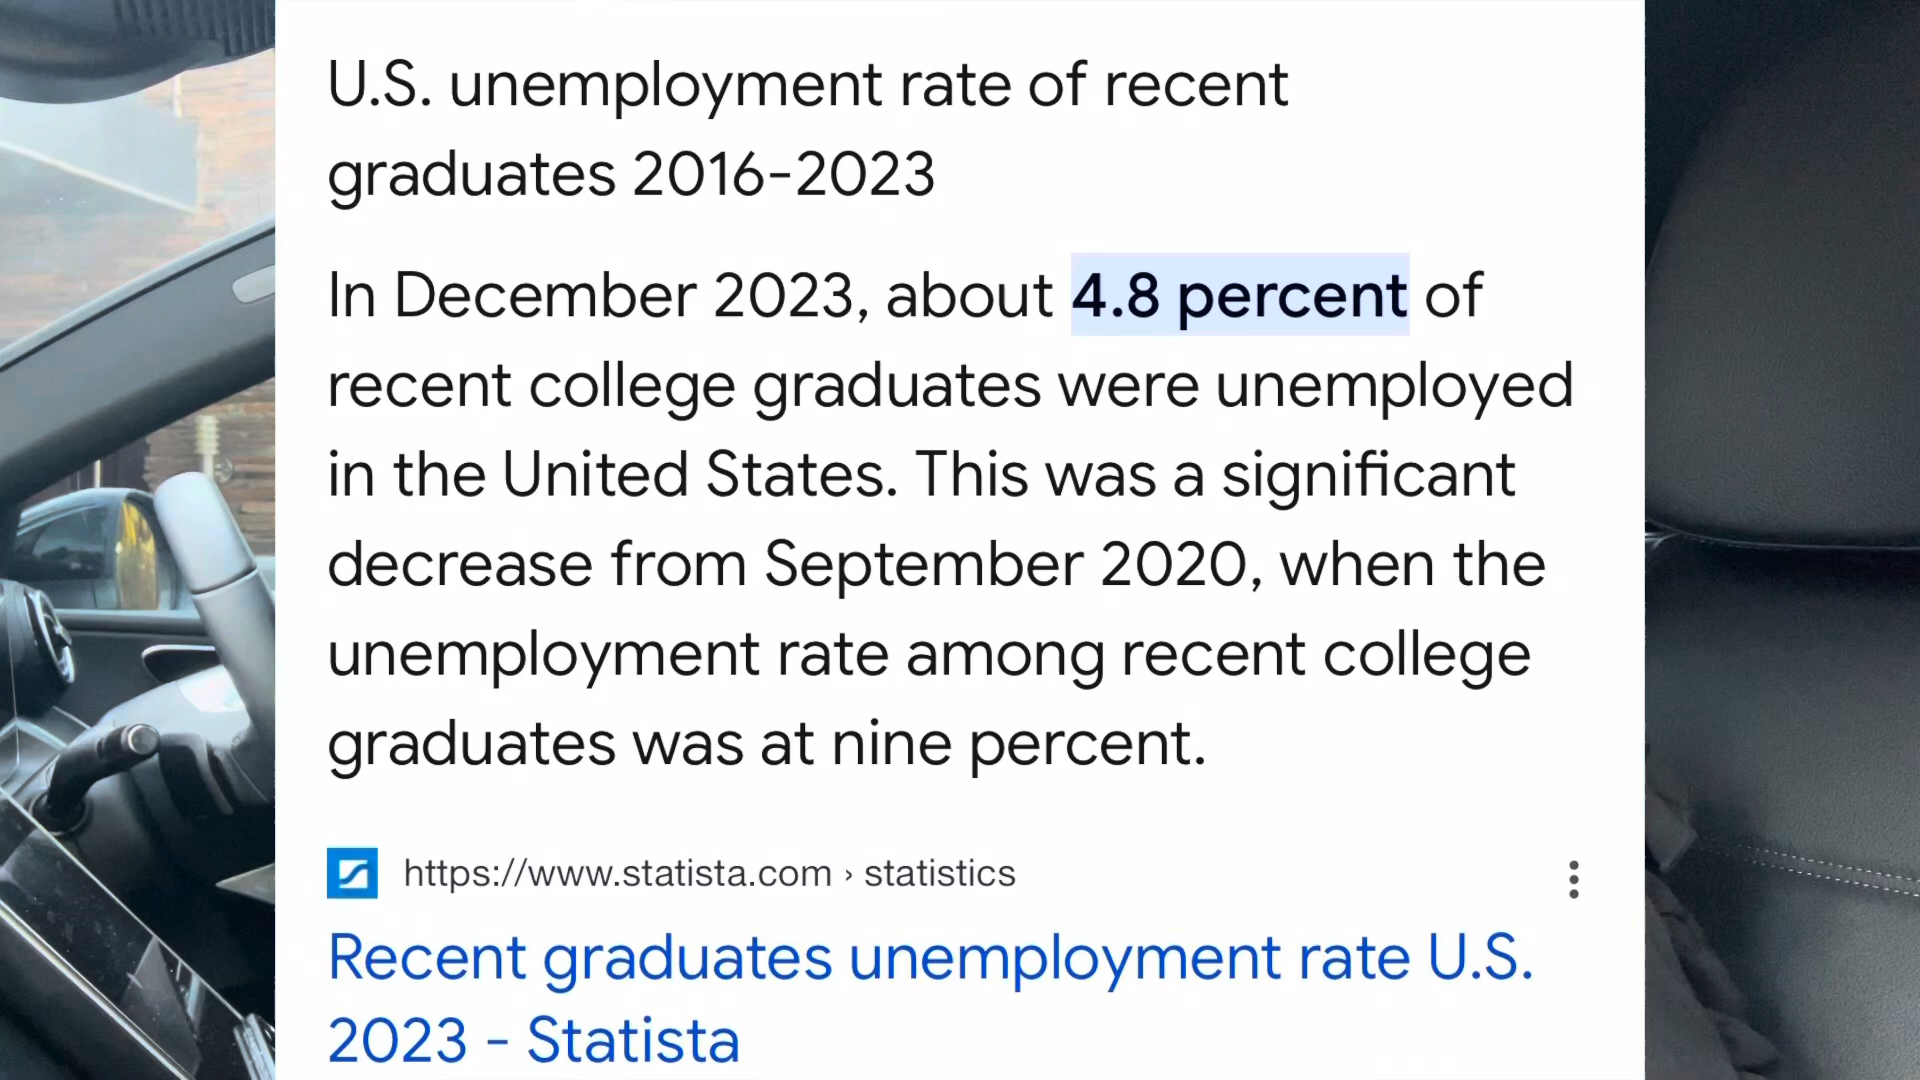 U.S. unemployment rate of recent
graduates 2016-2023
In December 2023, about 4.8 percent of
recent college graduates were unemployed
in the United States. This was a significant
decrease from September 2020, when the
unemployment rate among recent college
graduates was at nine percent.
https://www.statista.com › statistics
Recent graduates unemployment rate U.S.
2023 - Statista